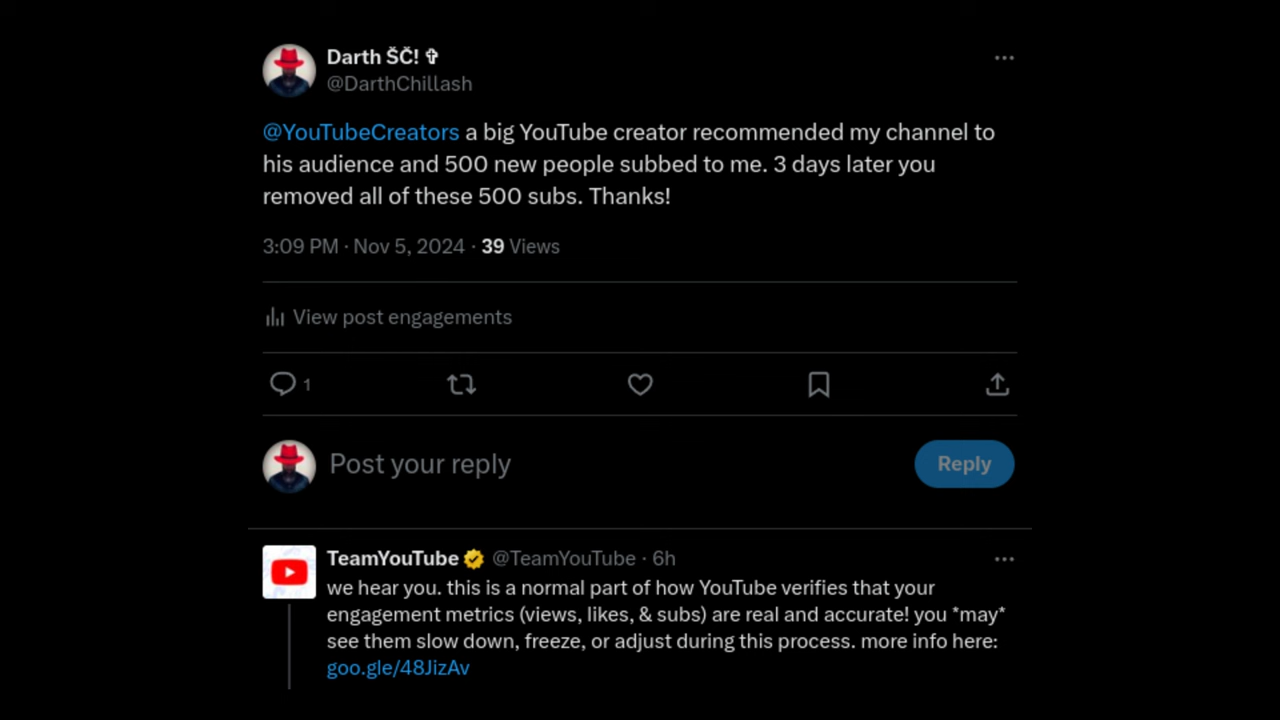 Darth ŠČ! ✞
@DarthChillash
@YouTubeCreators a big YouTube creator recommended my channel to
his audience and 500 new people subbed to me. 3 days later you
removed all of these 500 subs. Thanks!
3:09 PM · Nov 5, 2024 · 39 Views
View post engagements
1
Post your reply
Reply
TeamYouTube @TeamYouTube · 6h
we hear you. this is a normal part of how YouTube verifies that your
engagement metrics (views, likes, & subs) are real and accurate! you *may*
see them slow down, freeze, or adjust during this process. more info here:
goo.gle/48JizAv